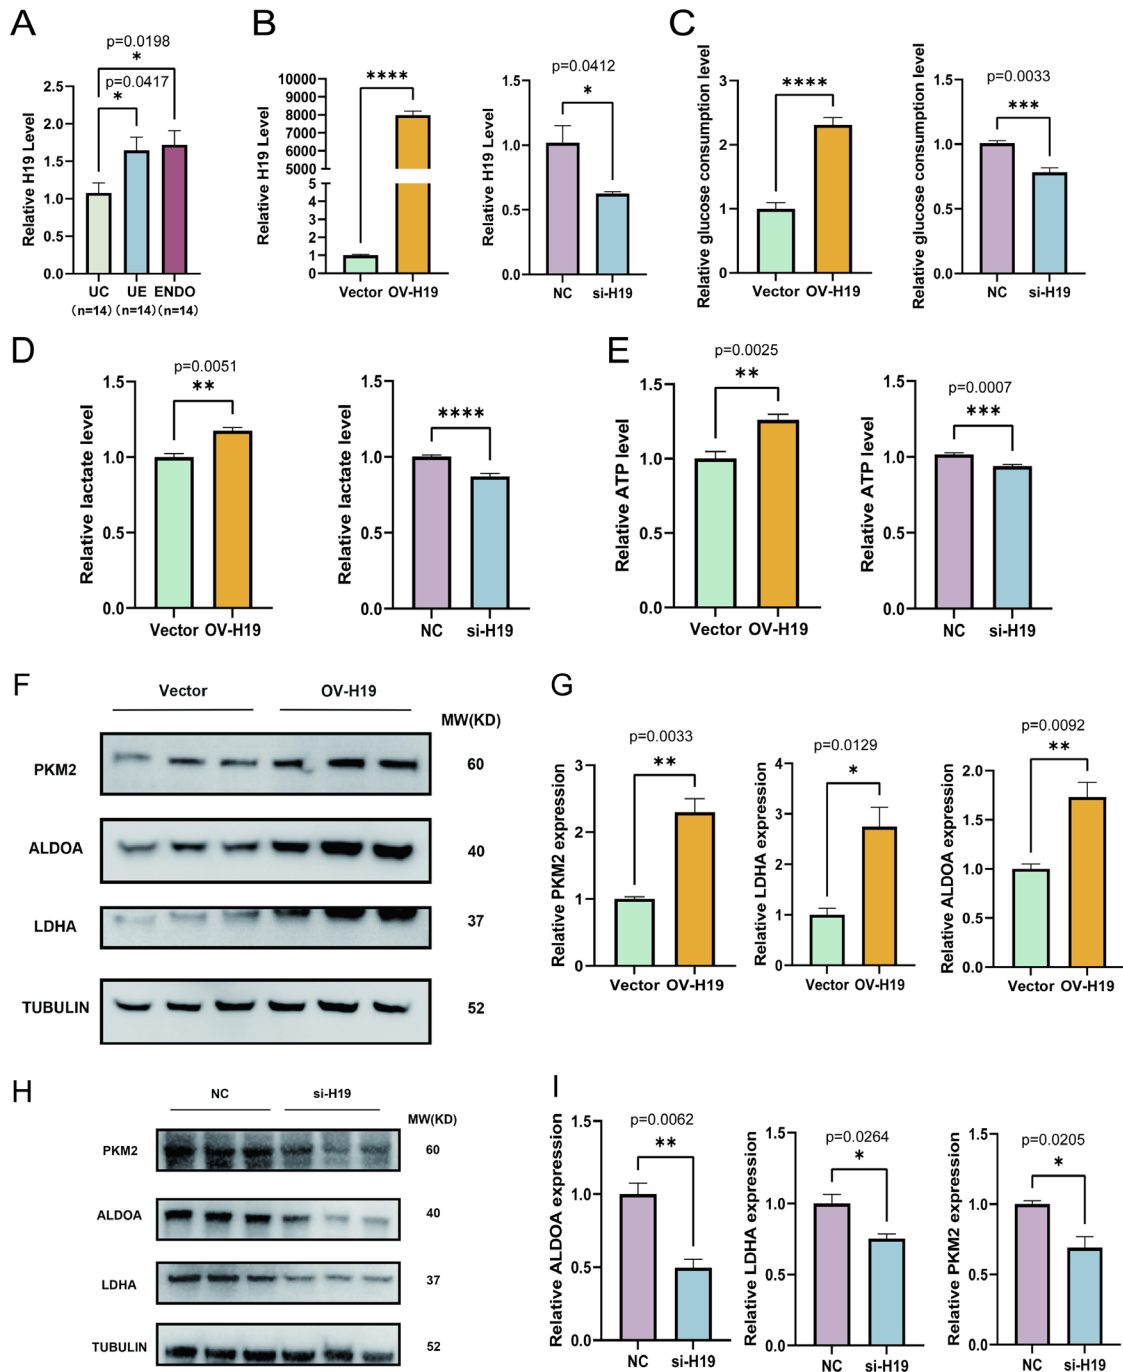 A
p=0.0198
*
p=0.0417
*
Relative H19 Level
2.5
2.0
1.5
1.0
0.5
0.0
UC UE ENDO
(n=14) (n=14) (n=14)
B
****
Relative H19 Level
10000
9000
8000
7000
6000
5000
5
4
3
2
1
0
Vector OV-H19
p=0.0412
*
Relative H19 Level
1.5
1.0
0.5
0.0
NC si-H19
C
****
Relative glucose consumption level
3
2
1
0
Vector OV-H19
p=0.0033
***
Relative glucose consumption level
1.5
1.0
0.5
0.0
NC si-H19
D
p=0.0051
**
Relative lactate level
1.5
1.0
0.5
0.0
Vector OV-H19
****
Relative lactate level
1.5
1.0
0.5
0.0
NC si-H19
E
p=0.0025
**
Relative ATP level
1.5
1.0
0.5
0.0
Vector OV-H19
p=0.0007
***
Relative ATP level
1.5
1.0
0.5
0.0
NC si-H19
F
Vector OV-H19
MW(KD)
PKM2 60
ALDOA 40
LDHA 37
TUBULIN 52
G
p=0.0033
**
Relative PKM2 expression
3
2
1
0
Vector OV-H19
p=0.0129
*
Relative LDHA expression
4
3
2
1
0
Vector OV-H19
p=0.0092
**
Relative ALDOA expression
2.0
1.5
1.0
0.5
0.0
Vector OV-H19
H
NC si-H19
MW(KD)
PKM2 60
ALDOA 40
LDHA 37
TUBULIN 52
I
p=0.0062
**
Relative ALDOA expression
1.5
1.0
0.5
0.0
NC si-H19
p=0.0264
*
Relative LDHA expression
1.5
1.0
0.5
0.0
NC si-H19
p=0.0205
*
Relative PKM2 expression
1.5
1.0
0.5
0.0
NC si-H19